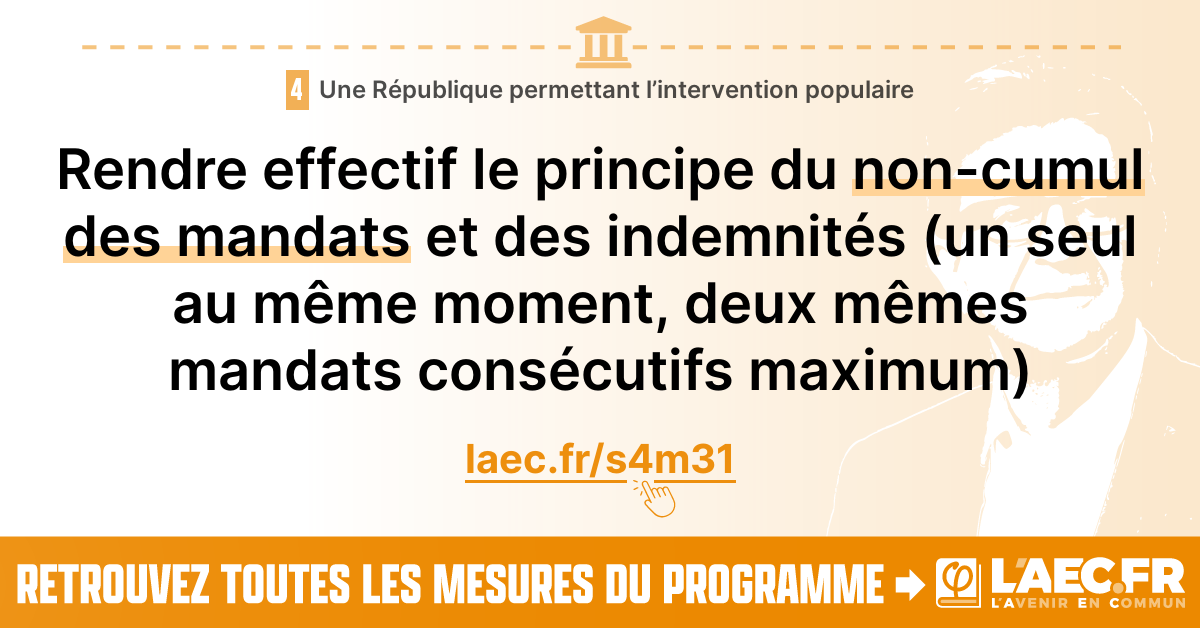 4 Une République permettant l’intervention populaire
Rendre effectif le principe du non-cumul
des mandats et des indemnités (un seul
au même moment, deux mêmes
mandats consécutifs maximum)
laec.fr/s4m31
RETROUVEZ TOUTES LES MESURES DU PROGRAMME
φ L'AEC.FR
L'AVENIR EN COMMUN